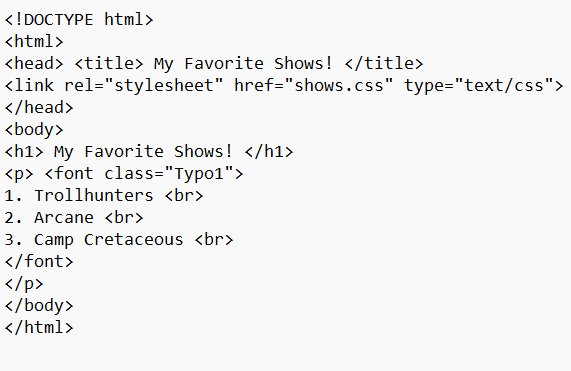 <!DOCTYPE html>
<html>
<head> <title> My Favorite Shows! </title>
<link rel="stylesheet" href="shows.css" type="text/css">
</head>
<body>
<h1> My Favorite Shows! </h1>
<p> <font class="Typo1">
1. Trollhunters <br>
2. Arcane <br>
3. Camp Cretaceous <br>
</font>
</p>
</body>
</html>